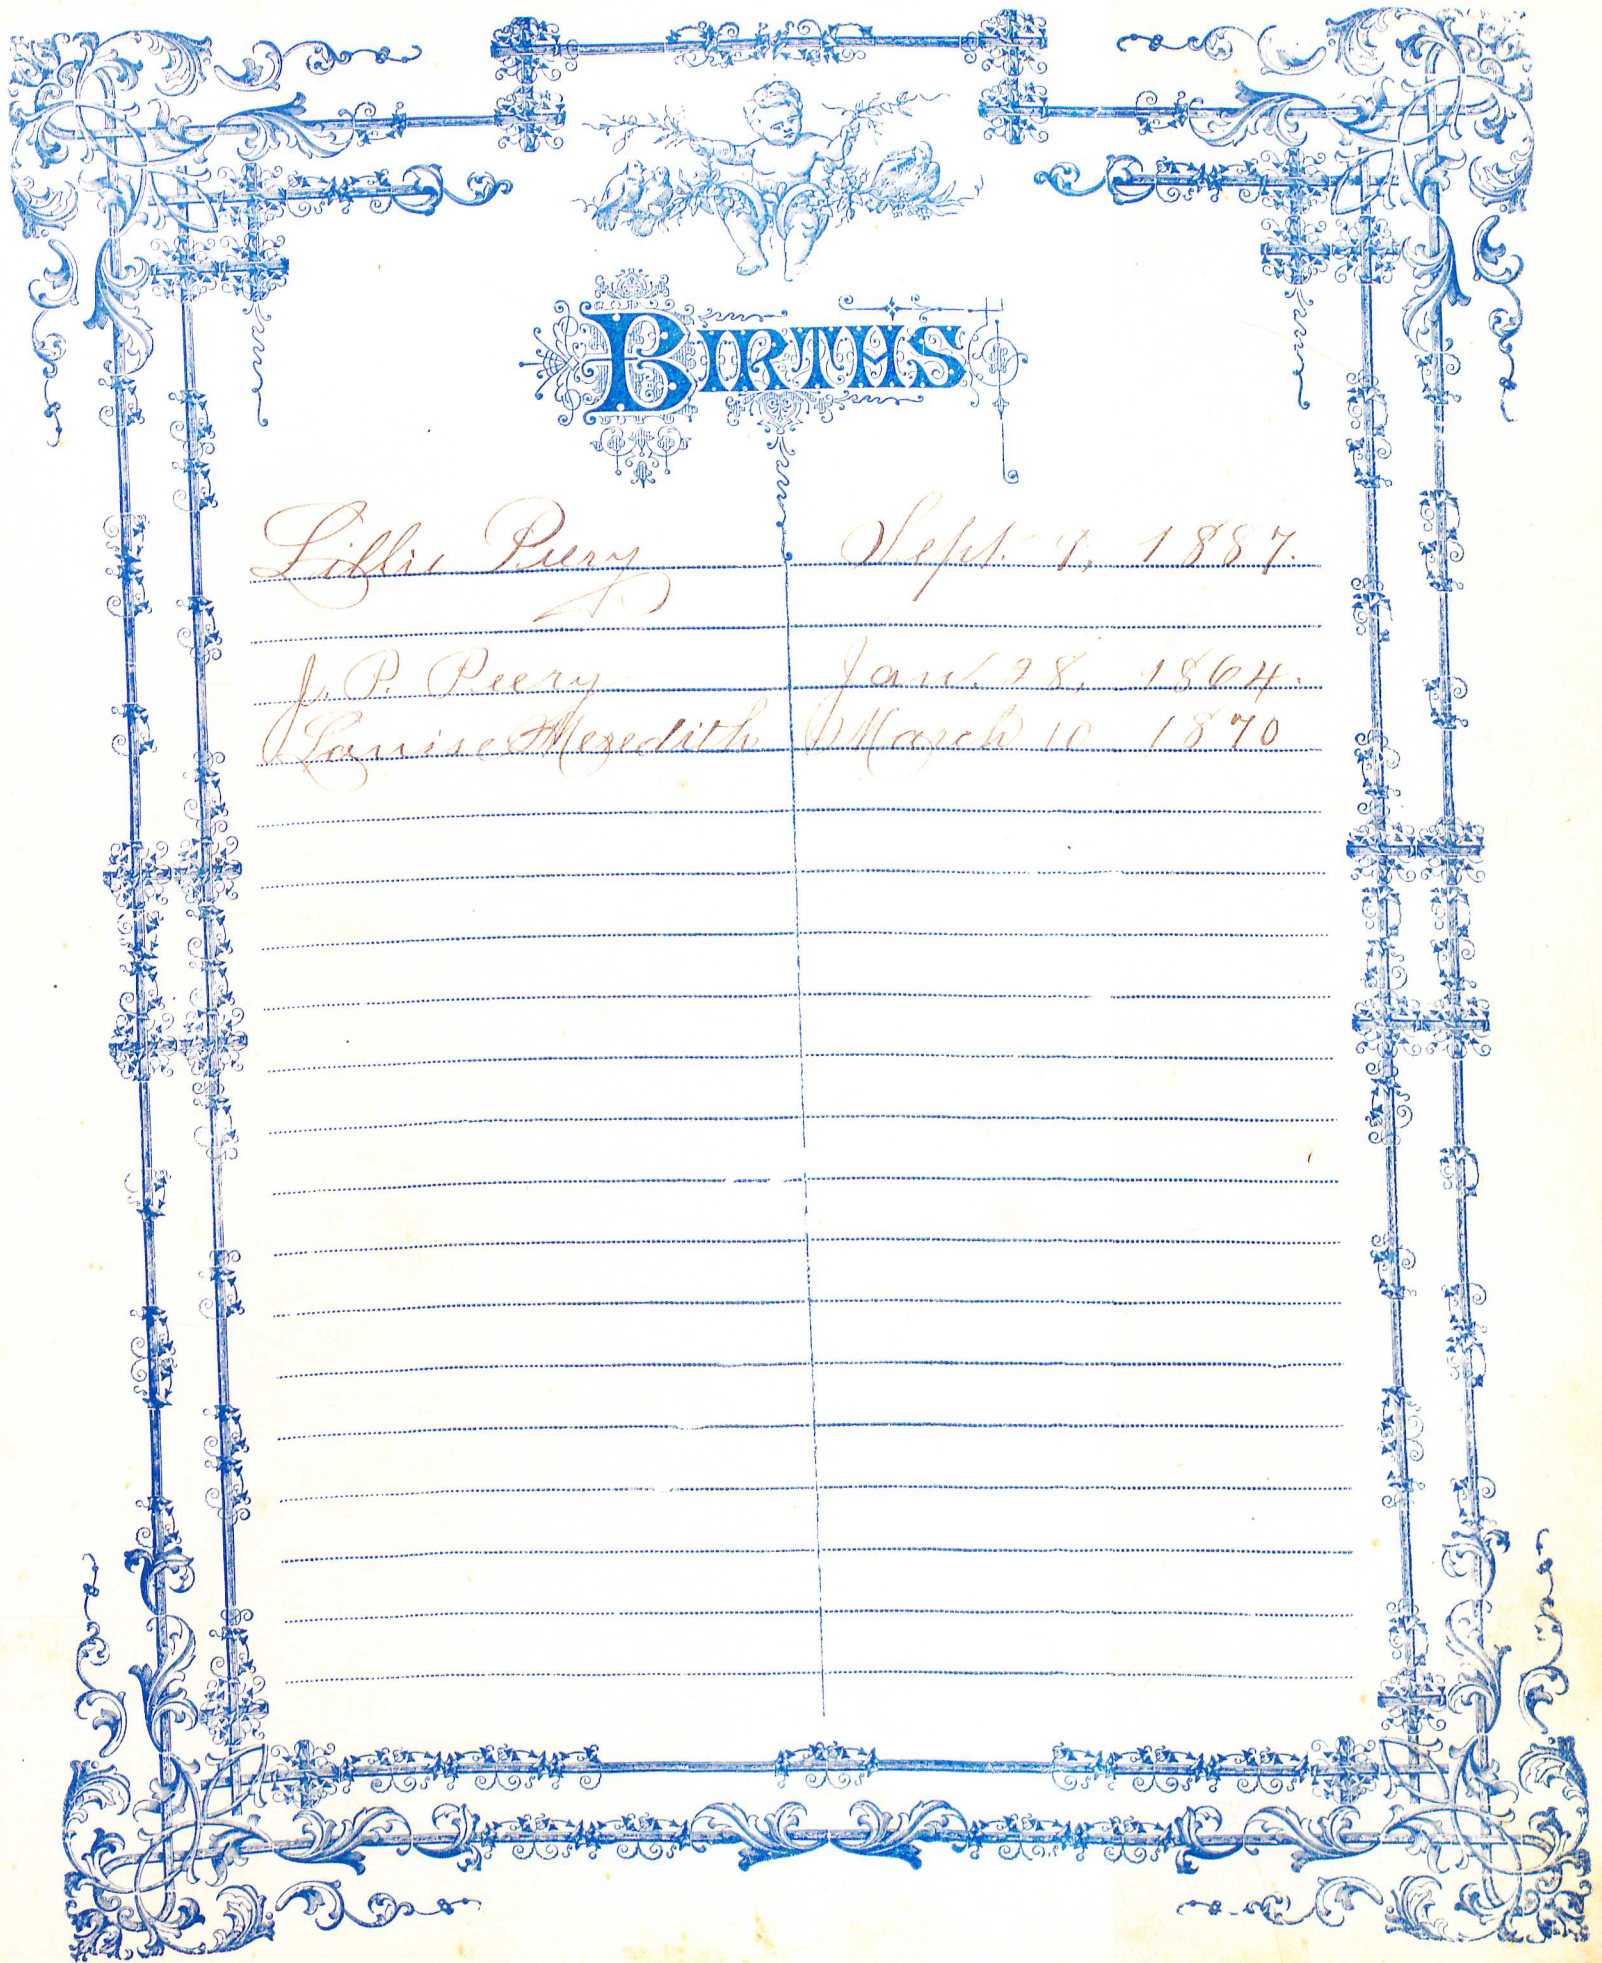 BIRTHS
Lillie Peery Sept. 7, 1887.
J. P. Peery Jan. 28, 1864.
Louise Meredith March 10 1870